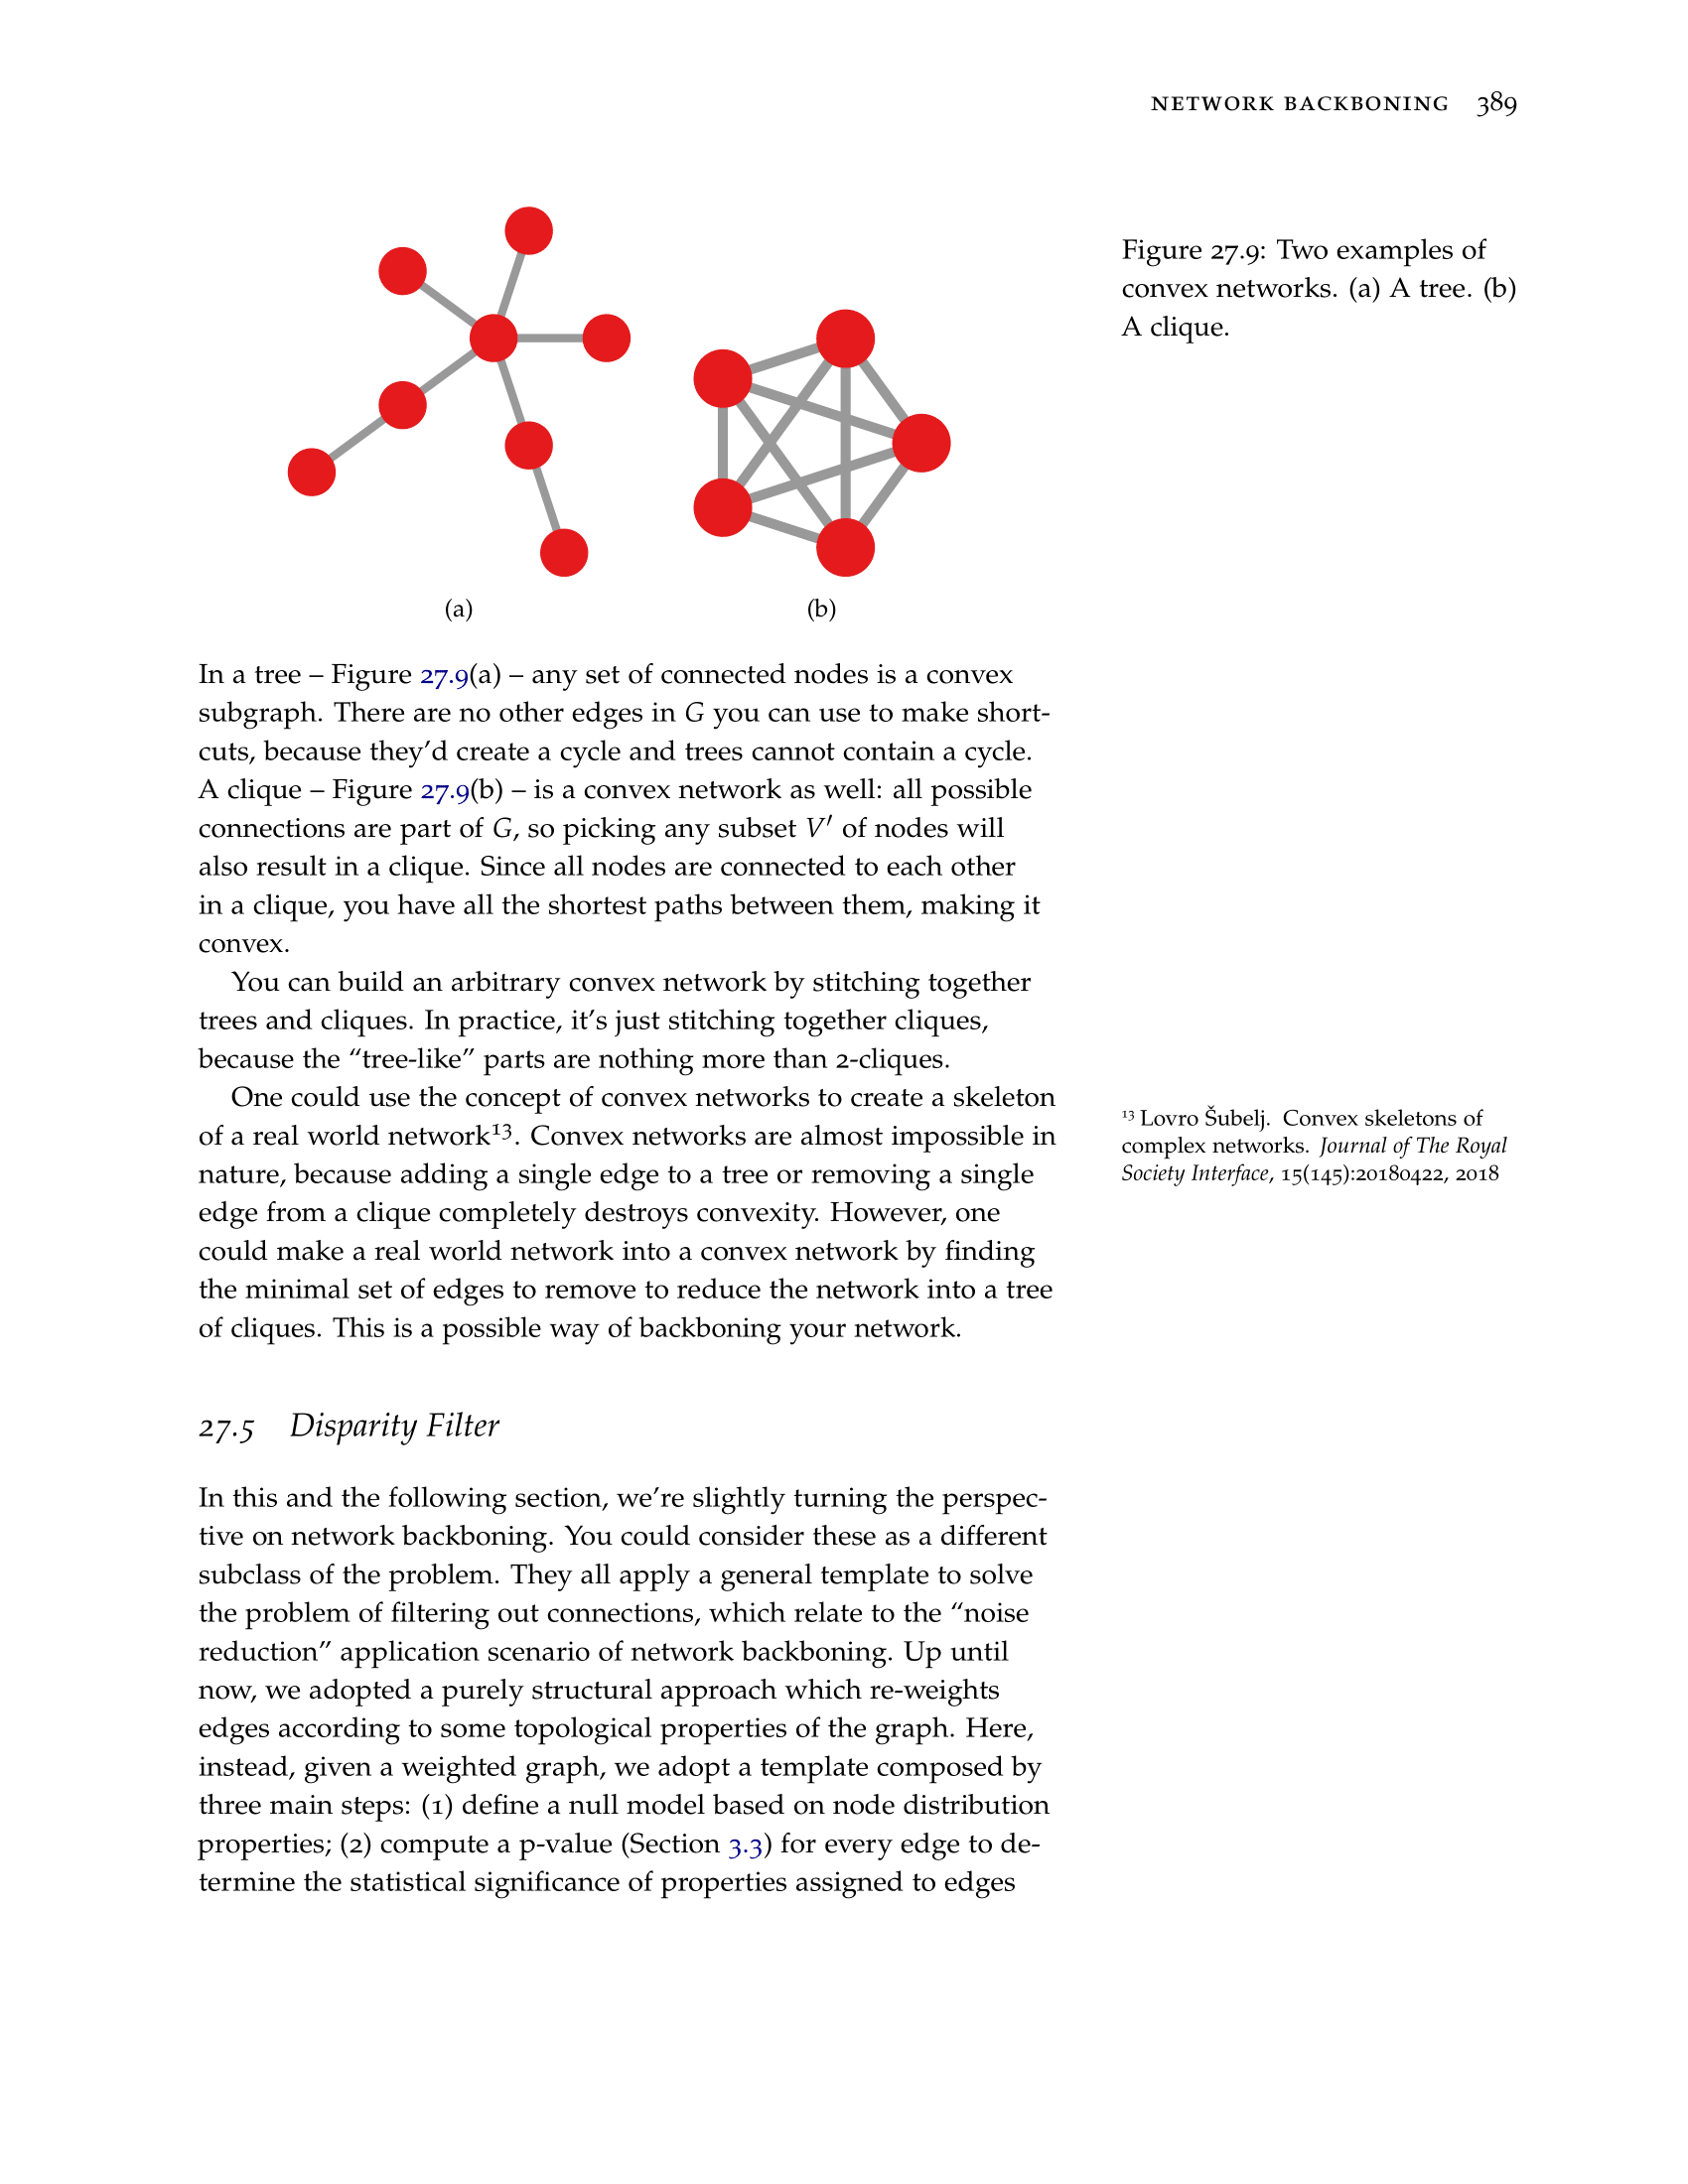 NETWORK BACKBONING 389
Figure 27.9: Two examples of
convex networks. (a) A tree. (b)
A clique.
(a)
(b)
In a tree – Figure 27.9(a) – any set of connected nodes is a convex
subgraph. There are no other edges in G you can use to make short-
cuts, because they’d create a cycle and trees cannot contain a cycle.
A clique – Figure 27.9(b) – is a convex network as well: all possible
connections are part of G, so picking any subset V′ of nodes will
also result in a clique. Since all nodes are connected to each other
in a clique, you have all the shortest paths between them, making it
convex.
You can build an arbitrary convex network by stitching together
trees and cliques. In practice, it’s just stitching together cliques,
because the “tree-like” parts are nothing more than 2-cliques.
One could use the concept of convex networks to create a skeleton
of a real world network¹³. Convex networks are almost impossible in
nature, because adding a single edge to a tree or removing a single
edge from a clique completely destroys convexity. However, one
could make a real world network into a convex network by finding
the minimal set of edges to remove to reduce the network into a tree
of cliques. This is a possible way of backboning your network.
¹³ Lovro Šubelj. Convex skeletons of
complex networks. Journal of The Royal
Society Interface, 15(145):20180422, 2018
27.5 Disparity Filter
In this and the following section, we’re slightly turning the perspec-
tive on network backboning. You could consider these as a different
subclass of the problem. They all apply a general template to solve
the problem of filtering out connections, which relate to the “noise
reduction” application scenario of network backboning. Up until
now, we adopted a purely structural approach which re-weights
edges according to some topological properties of the graph. Here,
instead, given a weighted graph, we adopt a template composed by
three main steps: (1) define a null model based on node distribution
properties; (2) compute a p-value (Section 3.3) for every edge to de-
termine the statistical significance of properties assigned to edges